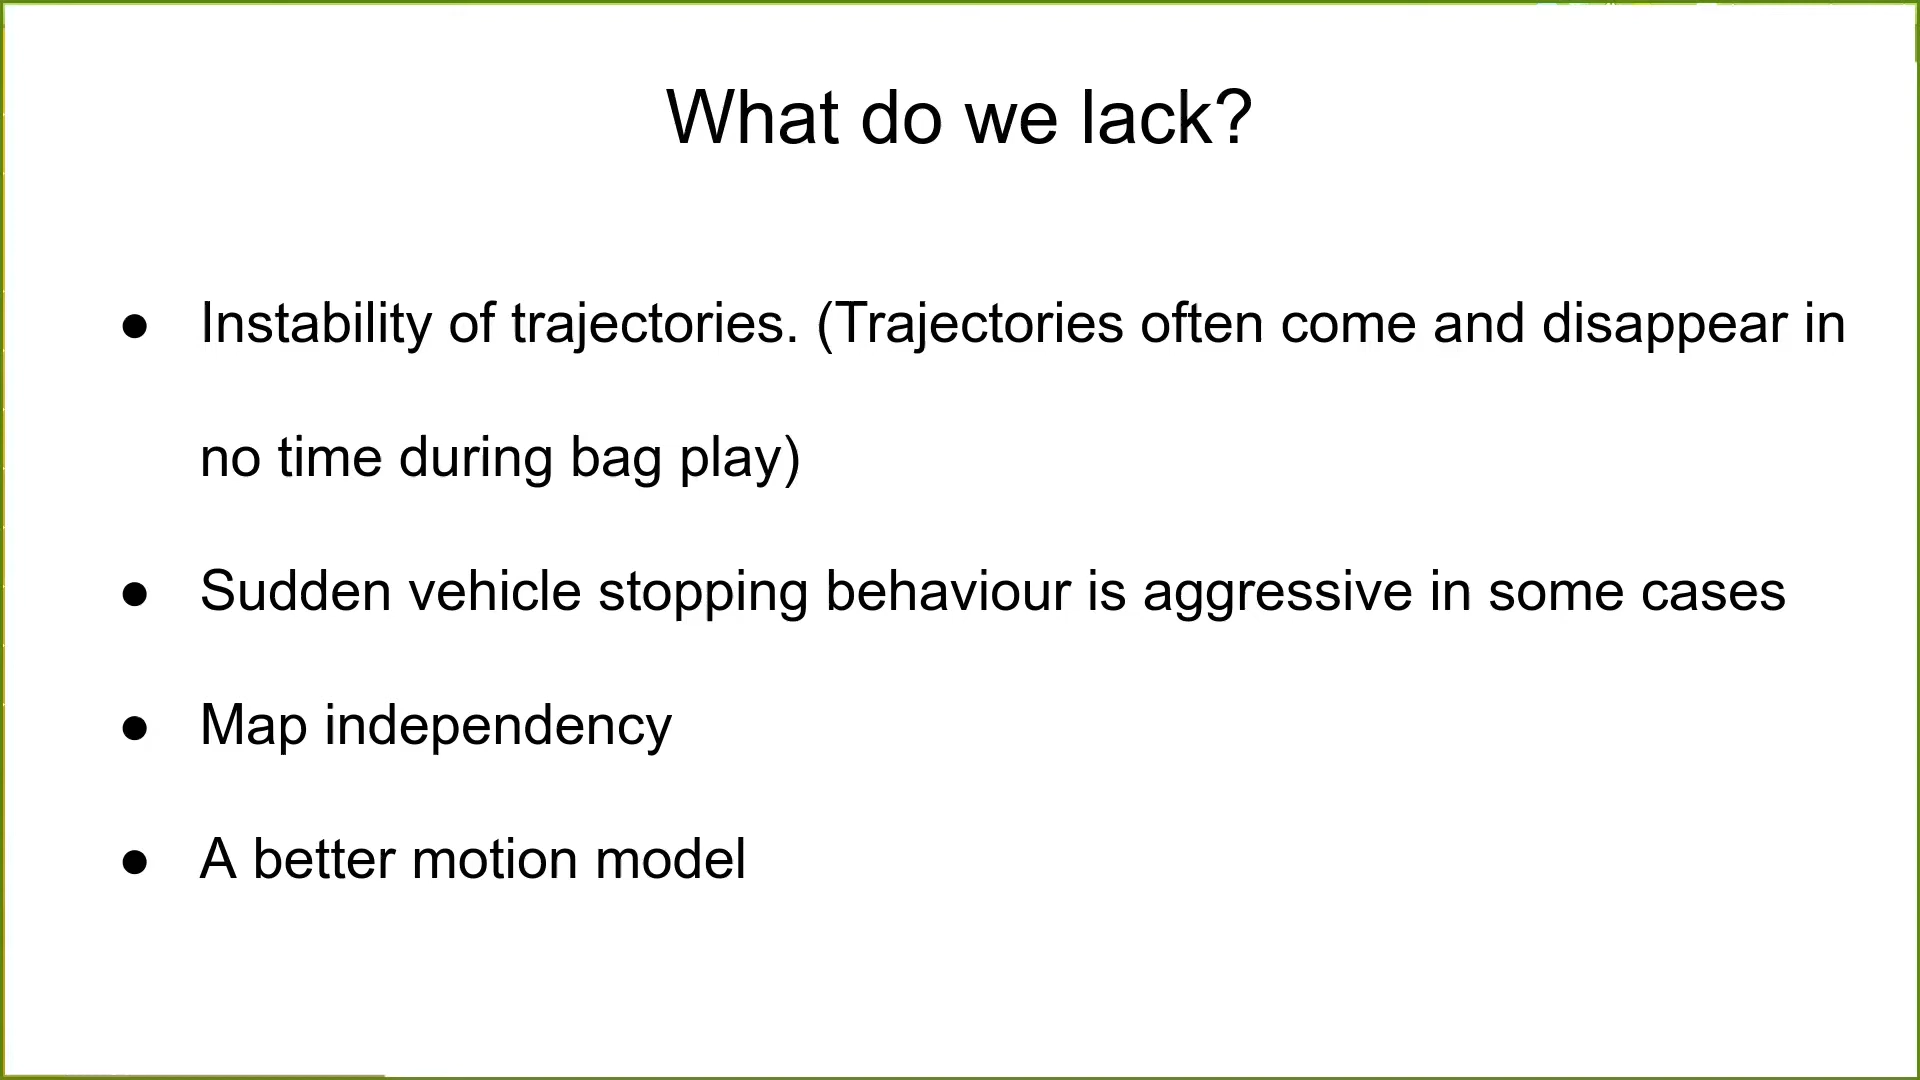 What do we lack?
● Instability of trajectories. (Trajectories often come and disappear in
no time during bag play)
● Sudden vehicle stopping behaviour is aggressive in some cases
● Map independency
● A better motion model